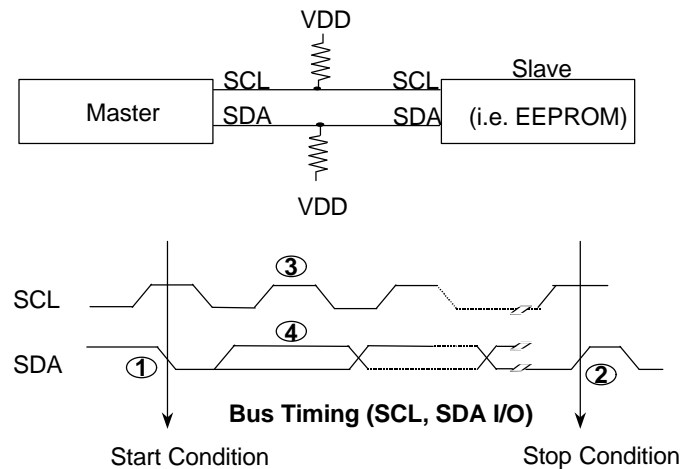 VDD
SCL SCL Slave
Master SDA SDA (i.e. EEPROM)
VDD
3
SCL
4
SDA 1 2
Bus Timing (SCL, SDA I/O)
Start Condition Stop Condition